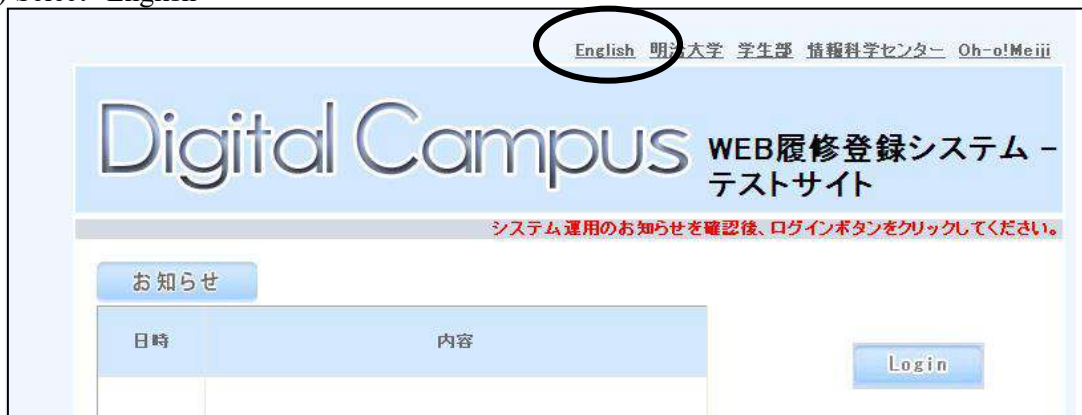 English 明治大学 学生部 情報科学センター Oh-o!Meiji
Digital Campus WEB履修登録システム -
テストサイト
システム運用のお知らせを確認後、ログインボタンをクリックしてください。
お知らせ
日時 内容
Login